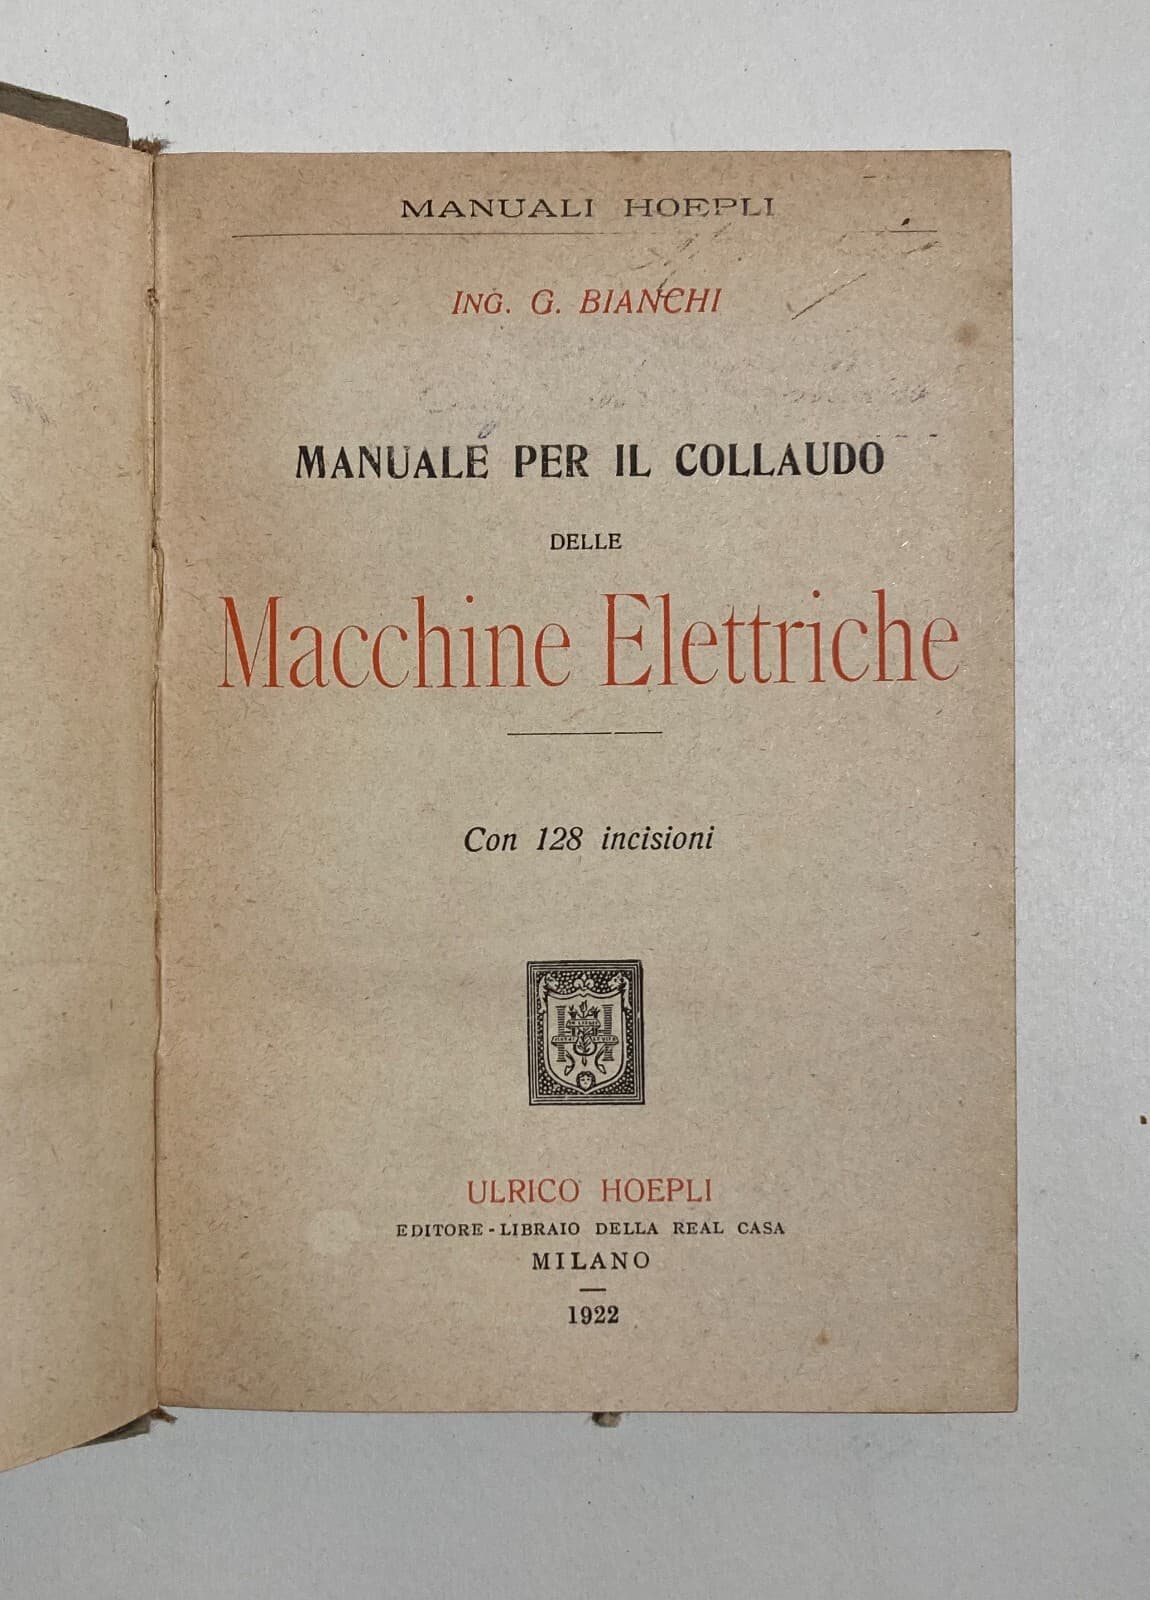 MANUALI HOEPLI
ING. G. BIANCHI
MANUALE PER IL COLLAUDO
DELLE
Macchine Elettriche
Con 128 incisioni
ULRICO HOEPLI
EDITORE-LIBRAIO DELLA REAL CASA
MILANO
1922